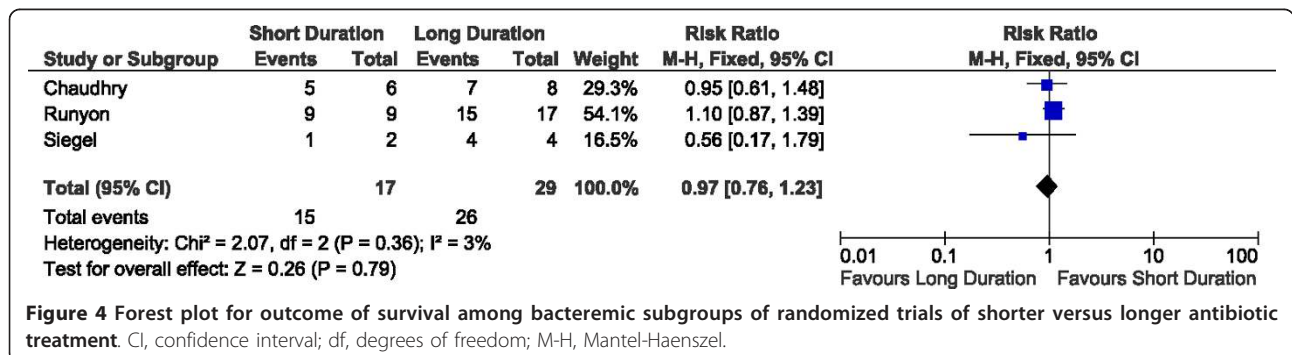 Short Duration Long Duration Risk Ratio Risk Ratio
Study or Subgroup Events Total Events Total Weight M-H, Fixed, 95% CI M-H, Fixed, 95% CI
Chaudhry 5 6 7 8 29.3% 0.95 [0.61, 1.48]
Runyon 9 9 15 17 54.1% 1.10 [0.87, 1.39]
Siegel 1 2 4 4 16.5% 0.56 [0.17, 1.79]
Total (95% CI) 17 29 100.0% 0.97 [0.76, 1.23]
Total events 15 26
Heterogeneity: Chi² = 2.07, df = 2 (P = 0.36); I² = 3%
Test for overall effect: Z = 0.26 (P = 0.79)
0.01 0.1 1 10 100
Favours Long Duration Favours Short Duration
Figure 4 Forest plot for outcome of survival among bacteremic subgroups of randomized trials of shorter versus longer antibiotic
treatment. CI, confidence interval; df, degrees of freedom; M-H, Mantel-Haenszel.